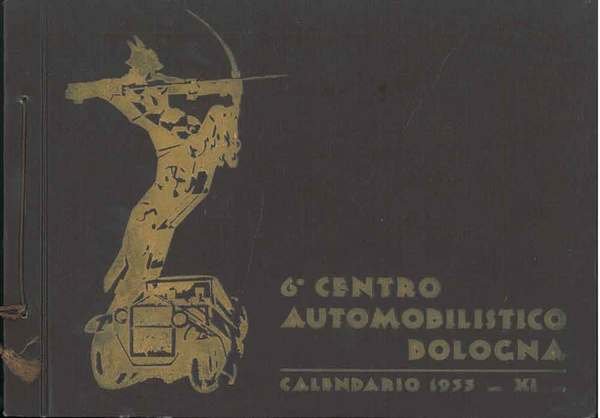 6° CENTRO
AUTOMOBILISTICO
BOLOGNA
CALENDARIO 1933 - XI